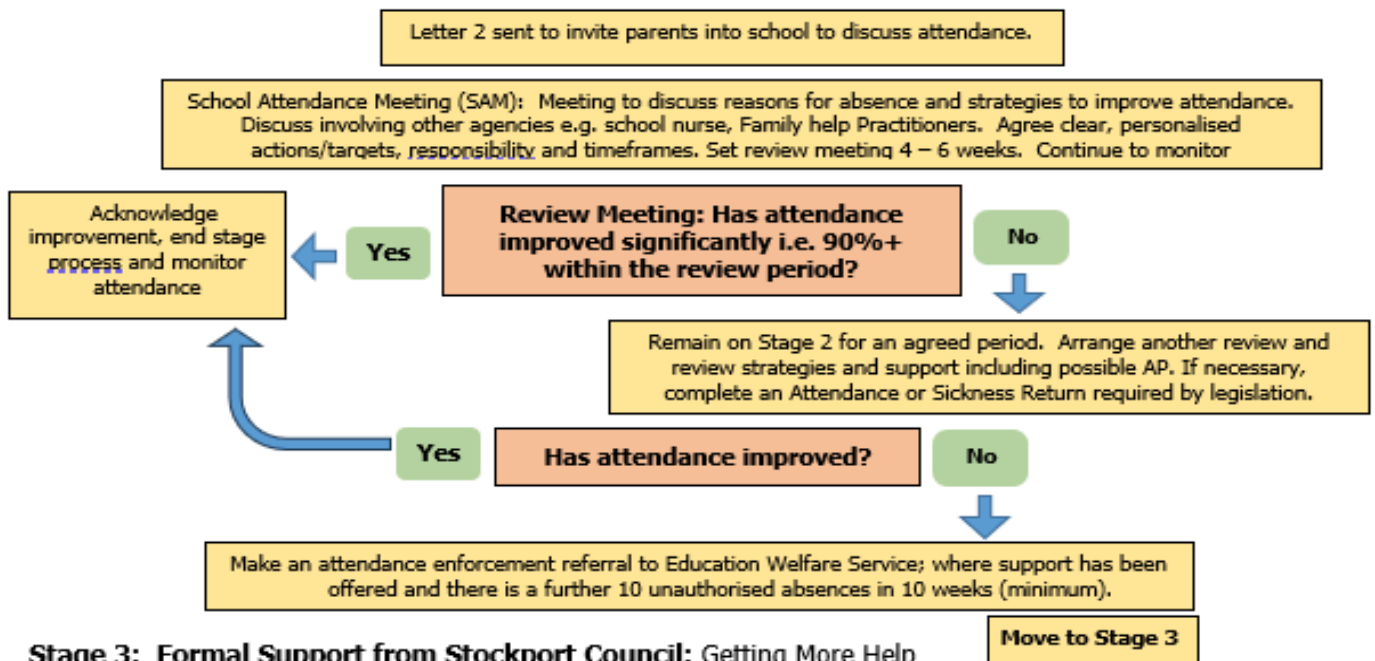 Letter 2 sent to invite parents into school to discuss attendance.
School Attendance Meeting (SAM):  Meeting to discuss reasons for absence and strategies to improve attendance.
Discuss involving other agencies e.g. school nurse, Family help Practitioners.  Agree clear, personalised
actions/targets, responsibility and timeframes. Set review meeting 4 – 6 weeks.  Continue to monitor
Acknowledge
improvement, end stage
process and monitor
attendance
Yes
Review Meeting: Has attendance
improved significantly i.e. 90%+
within the review period?
No
Remain on Stage 2 for an agreed period.  Arrange another review and
review strategies and support including possible AP. If necessary,
complete an Attendance or Sickness Return required by legislation.
Yes
Has attendance improved?
No
Make an attendance enforcement referral to Education Welfare Service; where support has been
offered and there is a further 10 unauthorised absences in 10 weeks (minimum).
Move to Stage 3
Stage 3:  Formal Support from Stockport Council: Getting More Help